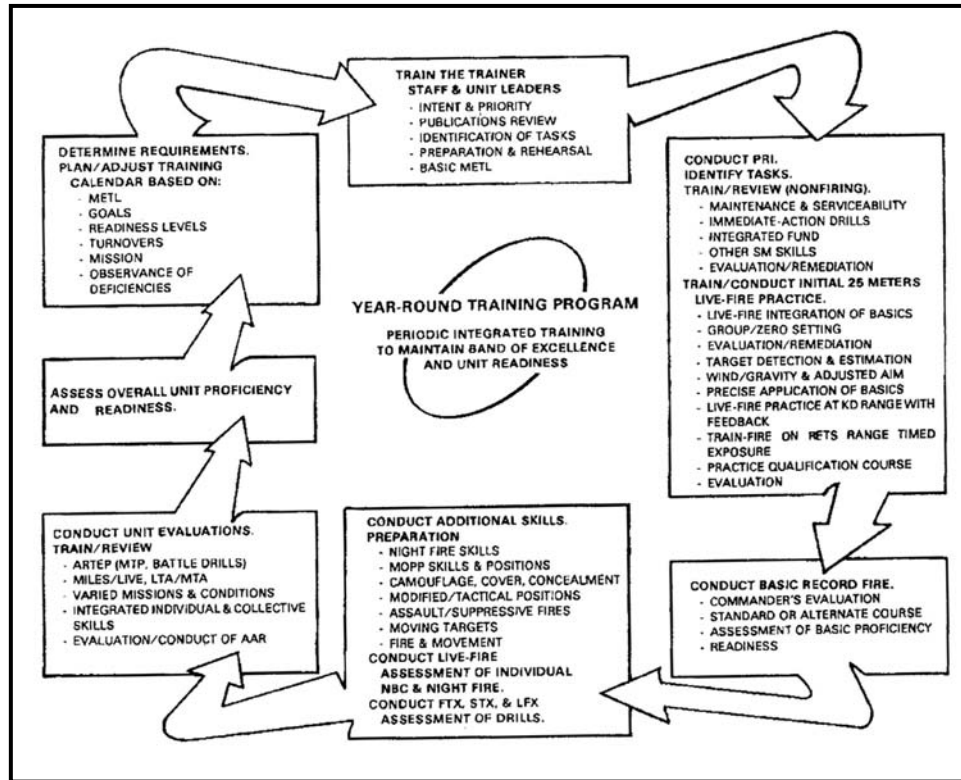 TRAIN THE TRAINER
STAFF & UNIT LEADERS
- INTENT & PRIORITY
- PUBLICATIONS REVIEW
- IDENTIFICATION OF TASKS
- PREPARATION & REHEARSAL
- BASIC METL
CONDUCT PRI.
IDENTIFY TASKS.
TRAIN/REVIEW (NONFIRING).
- MAINTENANCE & SERVICEABILITY
- IMMEDIATE-ACTION DRILLS
- INTEGRATED FUND
- OTHER SM SKILLS
- EVALUATION/REMEDIATION
TRAIN/CONDUCT INITIAL 25 METERS
LIVE-FIRE PRACTICE.
- LIVE-FIRE INTEGRATION OF BASICS
- GROUP/ZERO SETTING
- EVALUATION/REMEDIATION
- TARGET DETECTION & ESTIMATION
- WIND/GRAVITY & ADJUSTED AIM
- PRECISE APPLICATION OF BASICS
- LIVE-FIRE PRACTICE AT KD RANGE WITH
FEEDBACK
- TRAIN-FIRE ON RETS RANGE TIMED
EXPOSURE
- PRACTICE QUALIFICATION COURSE
- EVALUATION
CONDUCT BASIC RECORD FIRE.
- COMMANDER'S EVALUATION
- STANDARD OR ALTERNATE COURSE
- ASSESSMENT OF BASIC PROFICIENCY
- READINESS
CONDUCT ADDITIONAL SKILLS.
PREPARATION
- NIGHT FIRE SKILLS
- MOPP SKILLS & POSITIONS
- CAMOUFLAGE, COVER, CONCEALMENT
- MODIFIED/TACTICAL POSITIONS
- ASSAULT/SUPPRESSIVE FIRES
- MOVING TARGETS
- FIRE & MOVEMENT
CONDUCT LIVE-FIRE
ASSESSMENT OF INDIVIDUAL
NBC & NIGHT FIRE.
CONDUCT FTX, STX, & LFX
ASSESSMENT OF DRILLS.
CONDUCT UNIT EVALUATIONS.
TRAIN/REVIEW
- ARTEP (MTP, BATTLE DRILLS)
- MILES/LIVE, LTA/MTA
- VARIED MISSIONS & CONDITIONS
- INTEGRATED INDIVIDUAL & COLLECTIVE
SKILLS
- EVALUATION/CONDUCT OF AAR
ASSESS OVERALL UNIT PROFICIENCY
AND READINESS.
DETERMINE REQUIREMENTS.
PLAN/ADJUST TRAINING
CALENDAR BASED ON:
- METL
- GOALS
- READINESS LEVELS
- TURNOVERS
- MISSION
- OBSERVANCE OF
DEFICIENCIES
YEAR-ROUND TRAINING PROGRAM
PERIODIC INTEGRATED TRAINING
TO MAINTAIN BAND OF EXCELLENCE
AND UNIT READINESS